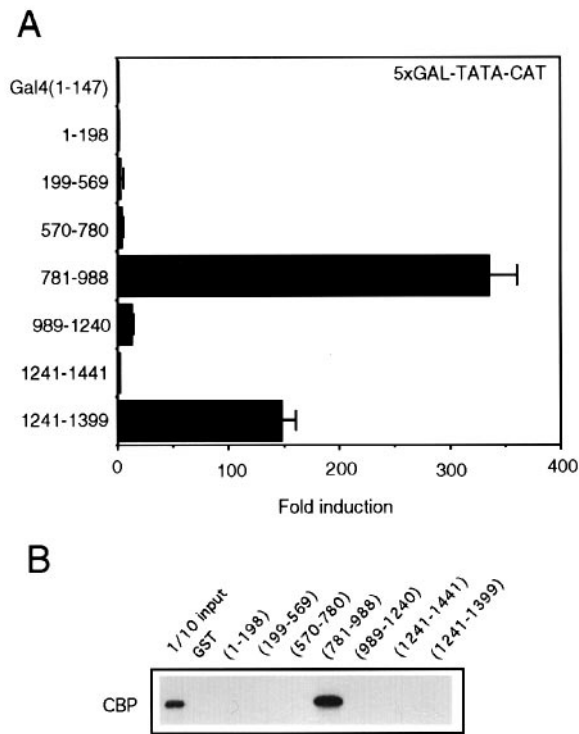 A
5xGAL-TATA-CAT
Gal4(1-147)
1-198
199-569
570-780
781-988
989-1240
1241-1441
1241-1399
0 100 200 300 400
Fold induction
B
1/10 input
GST
(1-198)
(199-569)
(570-780)
(781-988)
(989-1240)
(1241-1441)
(1241-1399)
CBP